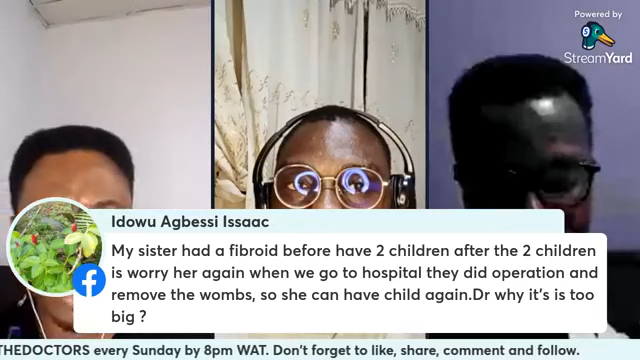 Powered by
StreamYard
Idowu Agbessi Issaac
My sister had a fibroid before have 2 children after the 2 children
is worry her again when we go to hospital they did operation and
remove the wombs, so she can have child again.Dr why it's is too
big ?
THEDOCTORS every Sunday by 8pm WAT. Don't forget to like, share, comment and follow.